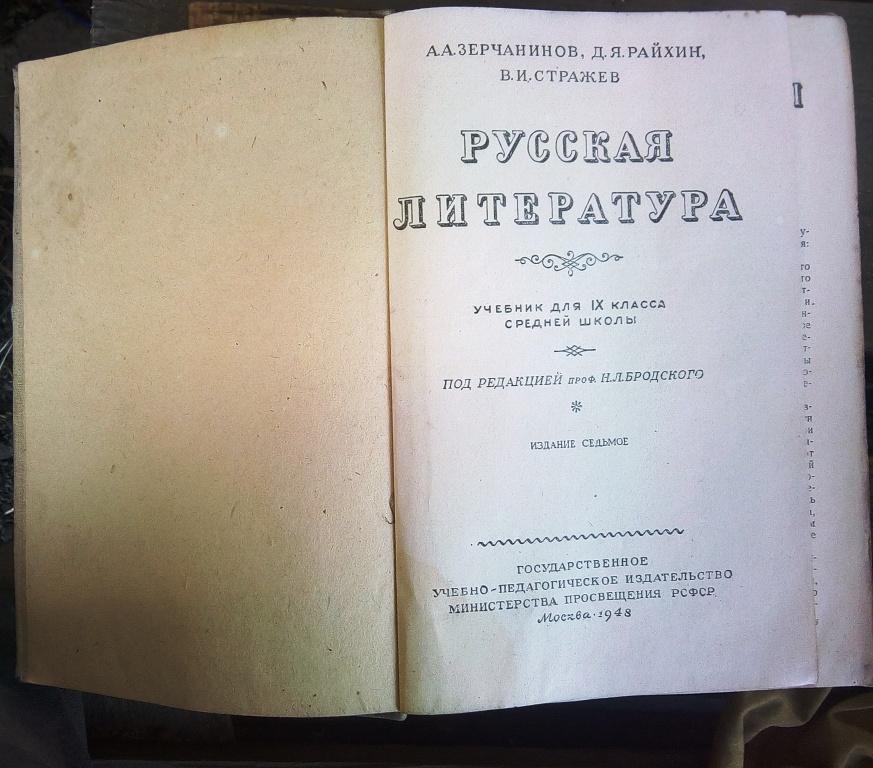 А.А.ЗЕРЧАНИНОВ, Д.Я.РАЙХИН,
В.И.СТРАЖЕВ
РУССКАЯ
ЛИТЕРАТУРА
УЧЕБНИК ДЛЯ IX КЛАССА
СРЕДНЕЙ ШКОЛЫ
ПОД РЕДАКЦИЕЙ ПРОФ. Н.Л.БРОДСКОГО
ИЗДАНИЕ СЕДЬМОЕ
ГОСУДАРСТВЕННОЕ
УЧЕБНО-ПЕДАГОГИЧЕСКОЕ ИЗДАТЕЛЬСТВО
МИНИСТЕРСТВА ПРОСВЕЩЕНИЯ РСФСР
Москва·1948